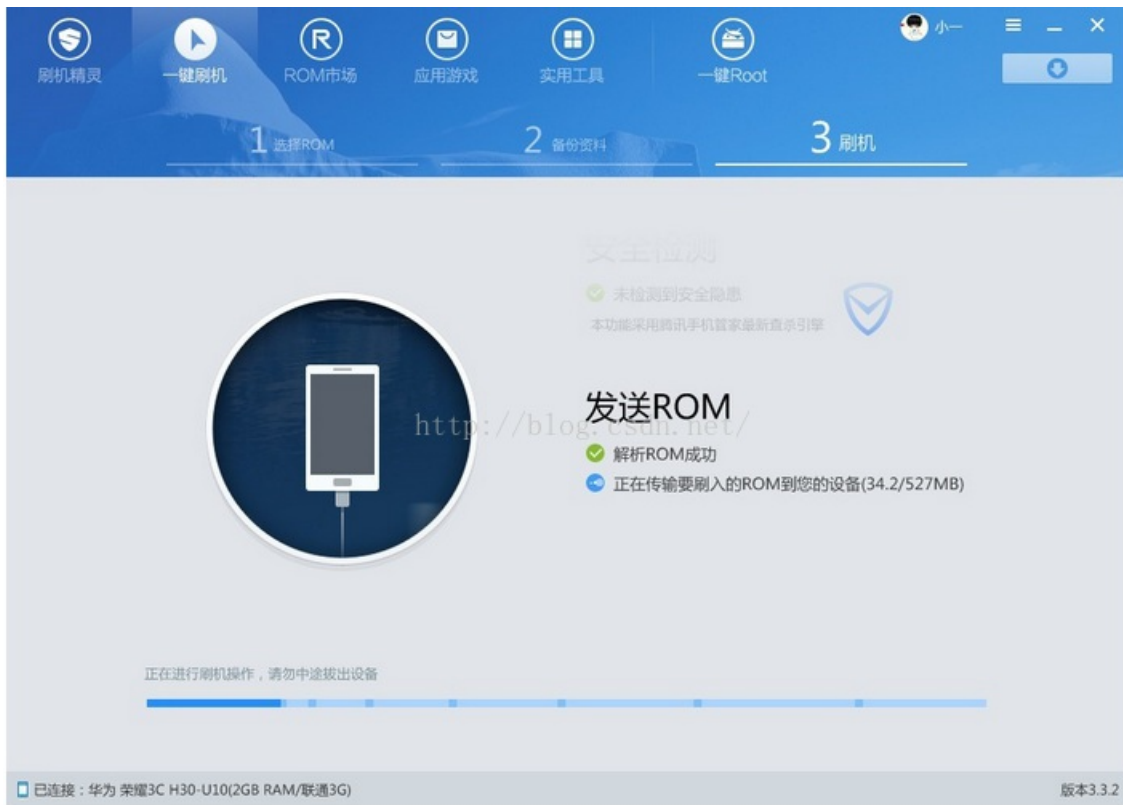 刷机精灵
一键刷机
ROM市场
应用游戏
实用工具
一键Root
小一
1 选择ROM
2 备份资料
3 刷机
安全检测
未检测到安全隐患
本功能采用腾讯手机管家最新查杀引擎
发送ROM
http://blog.csdn.net/
解析ROM成功
正在传输要刷入的ROM到您的设备(34.2/527MB)
正在进行刷机操作，请勿中途拔出设备
已连接：华为 荣耀3C H30-U10(2GB RAM/联通3G)
版本3.3.2